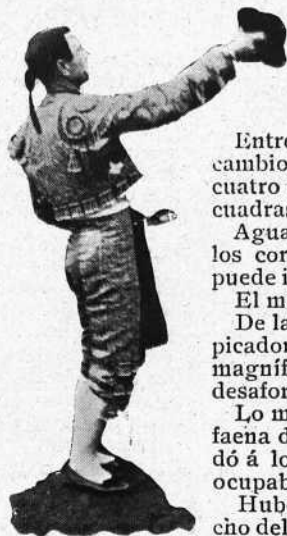 Entre
cambio
cuatro
cuadras
Agua
los cor
puede i
El m
De la
picador
magníf
desafor
Lo m
faena d
dó á lo
ocupab
Hub
cho del